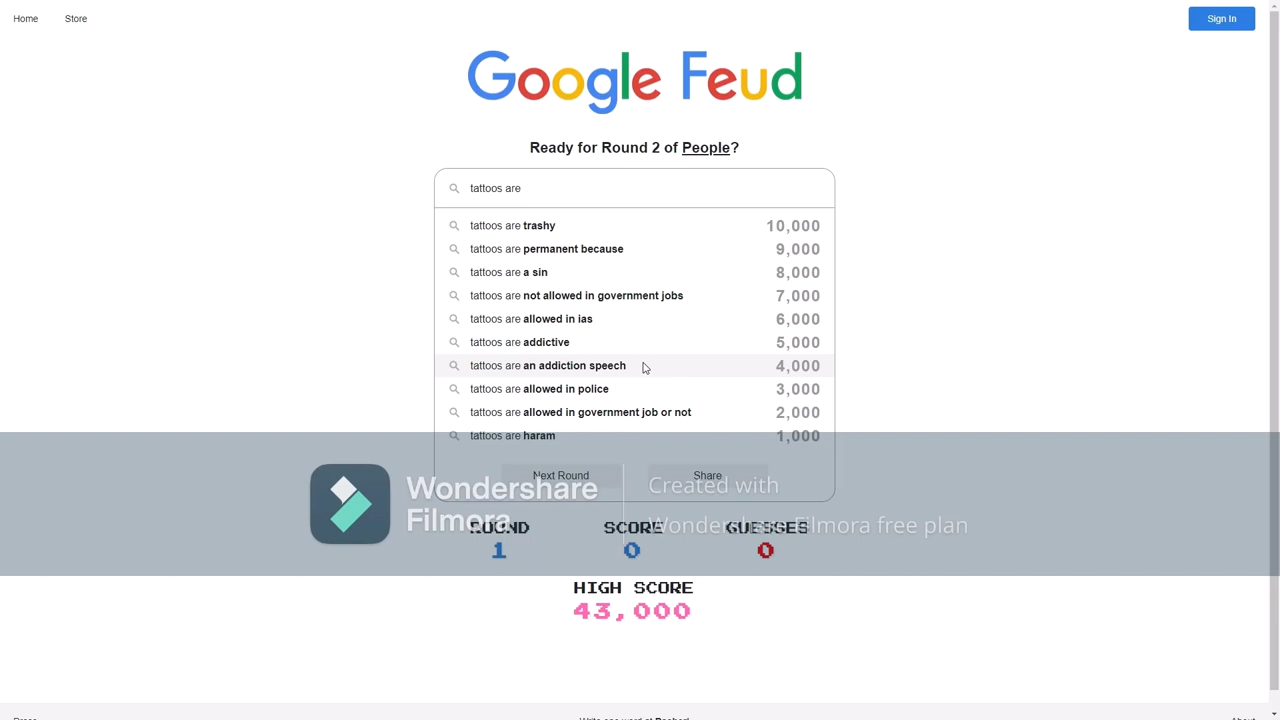 Home Store Sign In
Google Feud
Ready for Round 2 of People?
tattoos are
tattoos are trashy 10,000
tattoos are permanent because 9,000
tattoos are a sin 8,000
tattoos are not allowed in government jobs 7,000
tattoos are allowed in ias 6,000
tattoos are addictive 5,000
tattoos are an addiction speech 4,000
tattoos are allowed in police 3,000
tattoos are allowed in government job or not 2,000
tattoos are haram 1,000
Next Round Share
Wondershare
Filmora
Created with
Wondershare Filmora free plan
ROUND SCORE GUESSES
1 0 0
HIGH SCORE
43,000